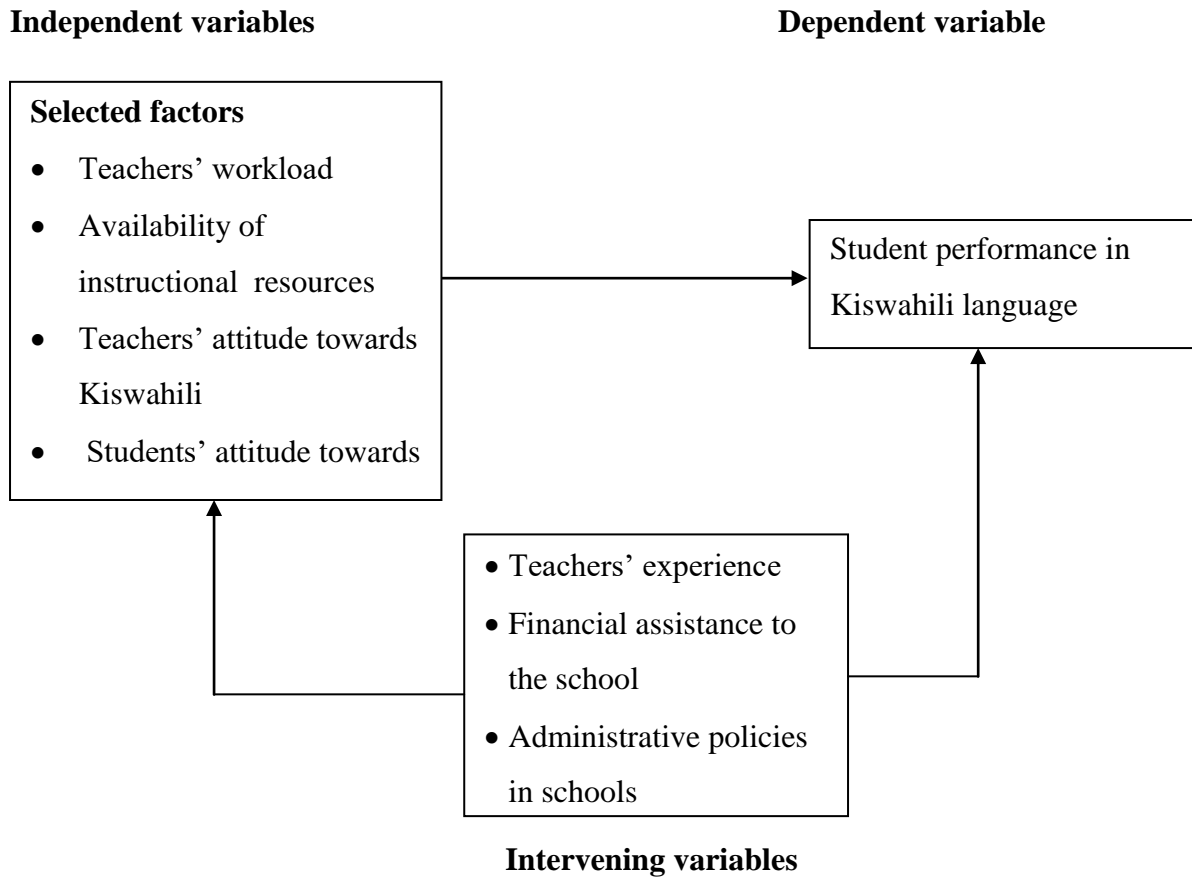 Independent variables
Dependent variable
Selected factors
• Teachers’ workload
• Availability of
instructional resources
• Teachers’ attitude towards
Kiswahili
• Students’ attitude towards
Student performance in
Kiswahili language
• Teachers’ experience
• Financial assistance to
the school
• Administrative policies
in schools
Intervening variables